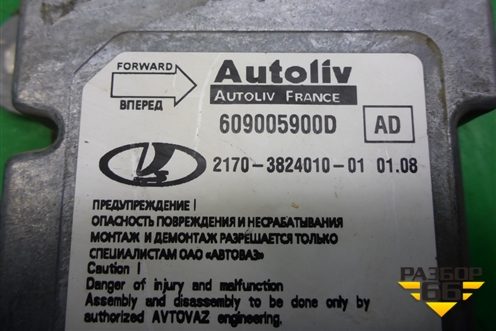 FORWARD
ВПЕРЕД
Autoliv
AUTOLIV FRANCE
609005900D
AD
2170-3824010-01 01.08
ПРЕДУПРЕЖДЕНИЕ !
ОПАСНОСТЬ ПОВРЕЖДЕНИЯ И НЕСРАБАТЫВАНИЯ
МОНТАЖ И ДЕМОНТАЖ РАЗРЕШАЕТСЯ ТОЛЬКО
СПЕЦИАЛИСТАМ ОАО «АВТОВАЗ»
Caution !
Danger of injury and malfunction
Assembly and disassembly to be done only by
authorized AVTOVAZ engineering.
РАЗБОР
66